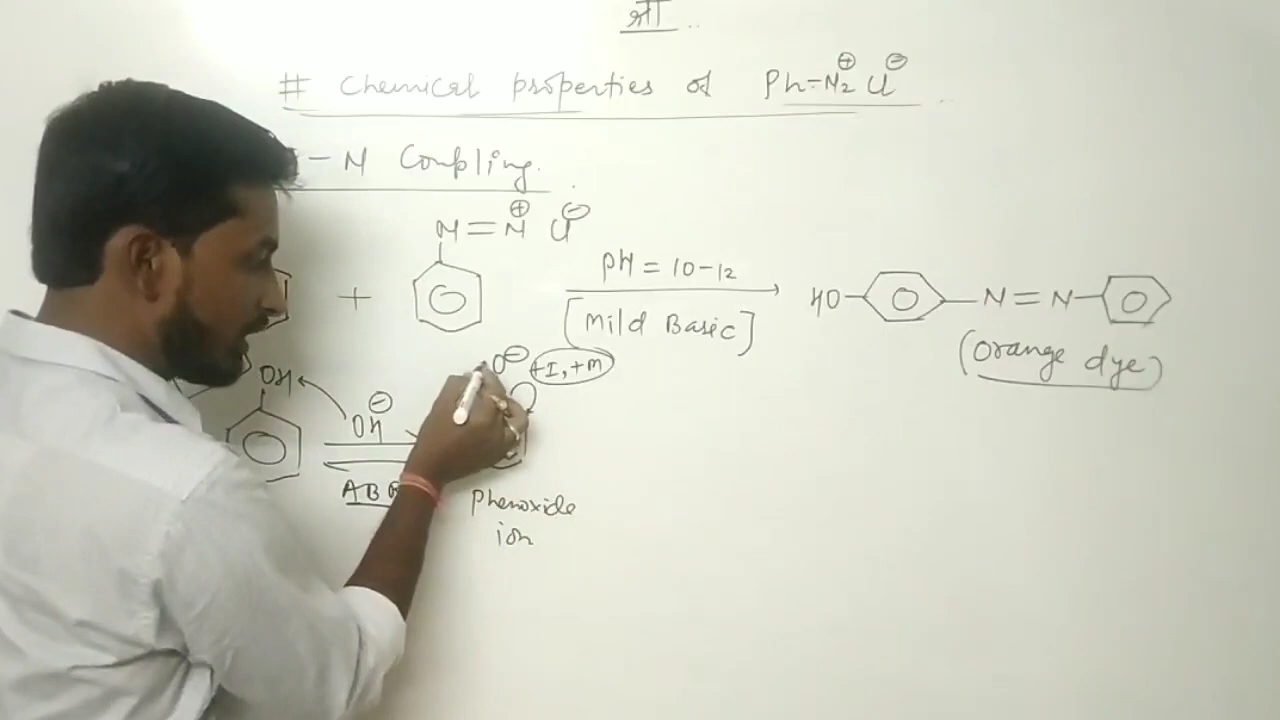 श्री ..
# Chemical properties of Ph-N₂⊕ Cl⊖
- N Coupling.
N = N⊕ Cl⊖
+
PH = 10-12
[Mild Basic]
HO- -N=N-
(Orange dye)
OH
OH⊖
O⊖ +I, +M
Phenoxide
ion